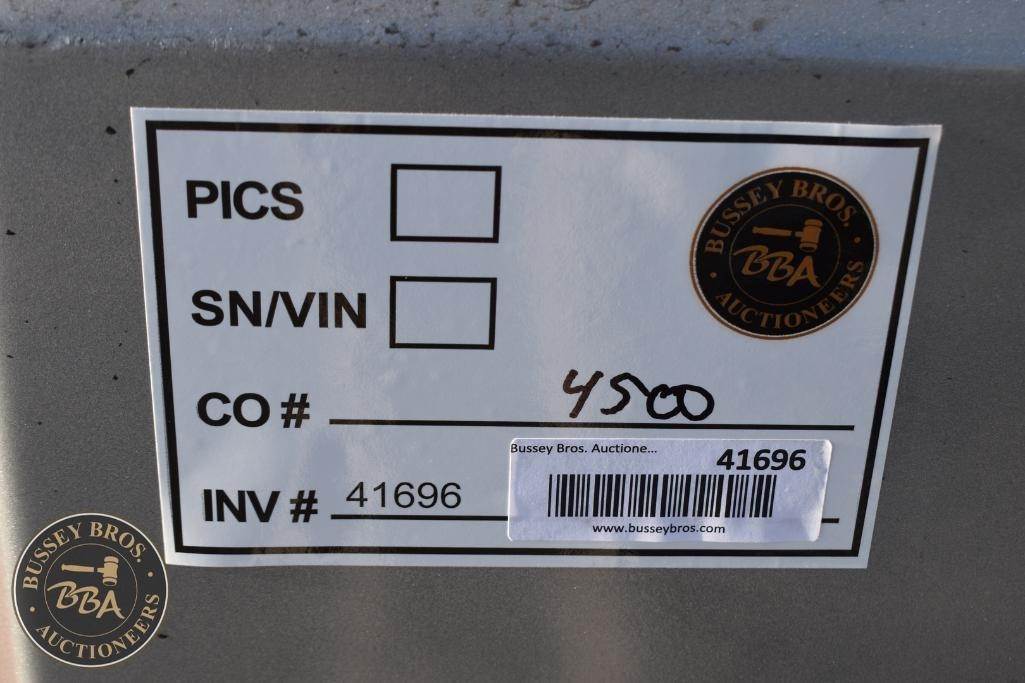 PICS
BUSSEY BROS.
BBA
AUCTIONEERS
SN/VIN
CO # 4500
Bussey Bros. Auctione...
41696
INV # 41696
www.busseybros.com
BUSSEY BROS.
BBA
AUCTIONEERS